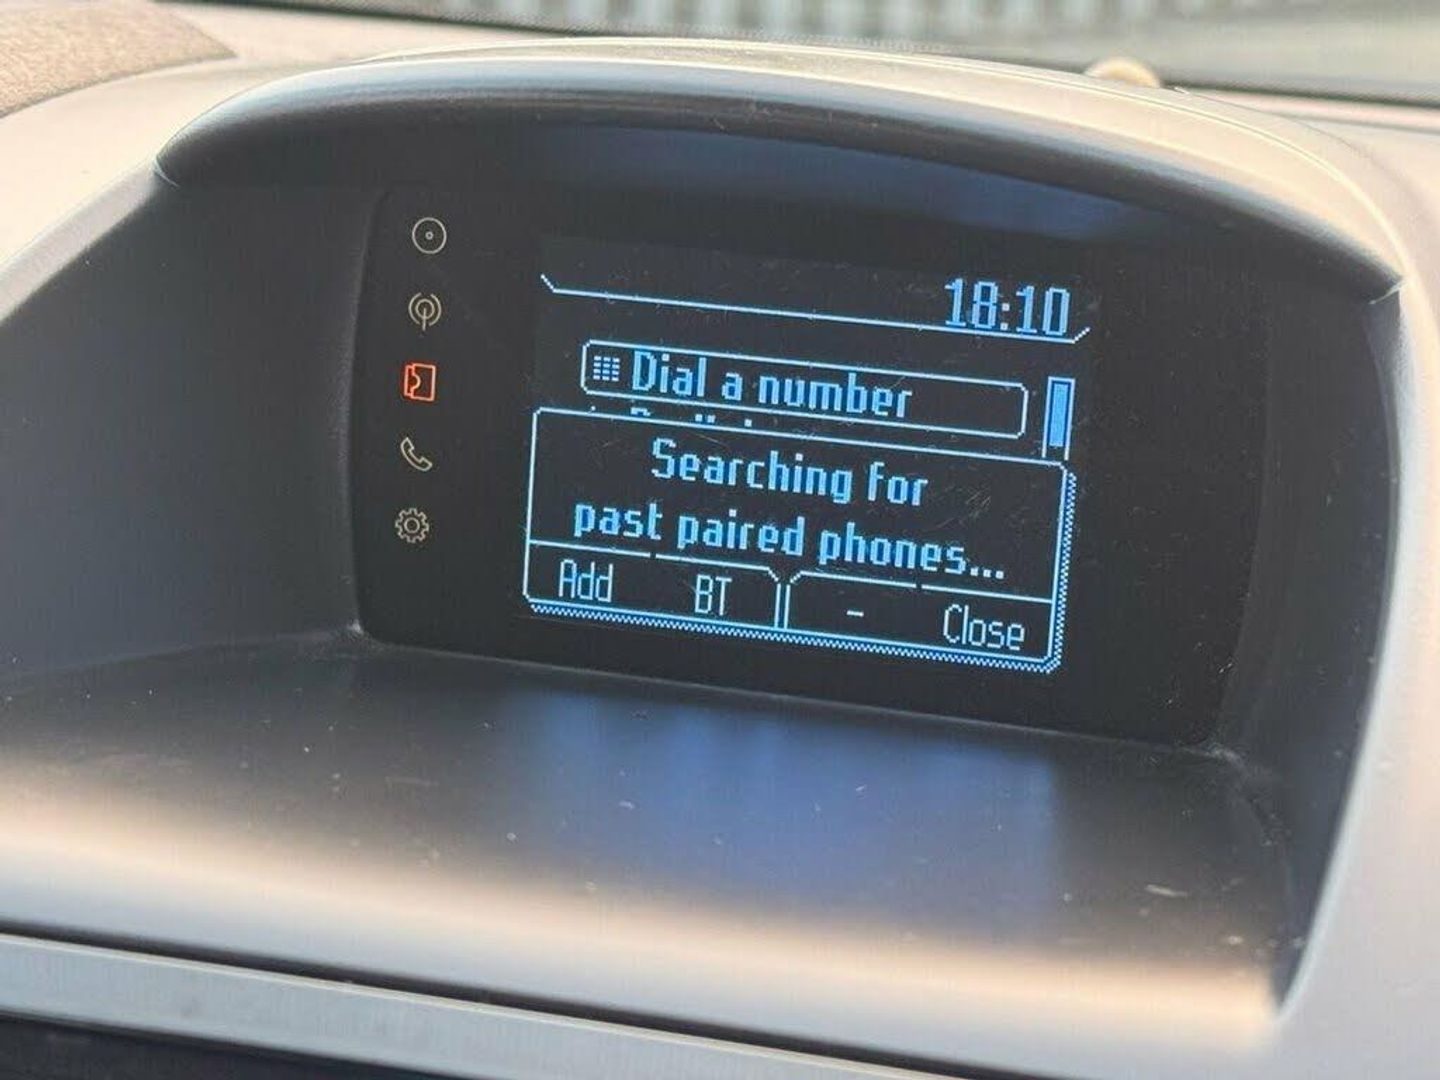 18:10
Dial a number
Searching for
past paired phones...
Add BT - Close